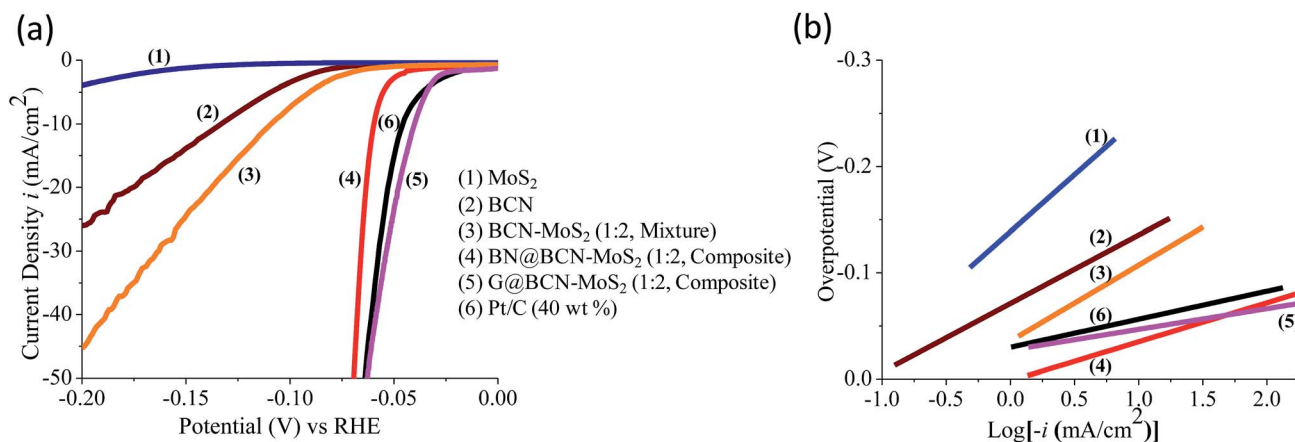 (a)
0
-10
-20
-30
-40
-50
Current Density i (mA/cm²)
-0.20
-0.15
-0.10
-0.05
0.00
Potential (V) vs RHE
(1)
(2)
(3)
(4)
(6)
(5)
(1) MoS₂
(2) BCN
(3) BCN-MoS₂ (1:2, Mixture)
(4) BN@BCN-MoS₂ (1:2, Composite)
(5) G@BCN-MoS₂ (1:2, Composite)
(6) Pt/C (40 wt %)
(b)
-0.3
-0.2
-0.1
0.0
Overpotential (V)
-1.0
-0.5
0.0
0.5
1.0
1.5
2.0
Log[-i (mA/cm²)]
(1)
(2)
(3)
(6)
(5)
(4)